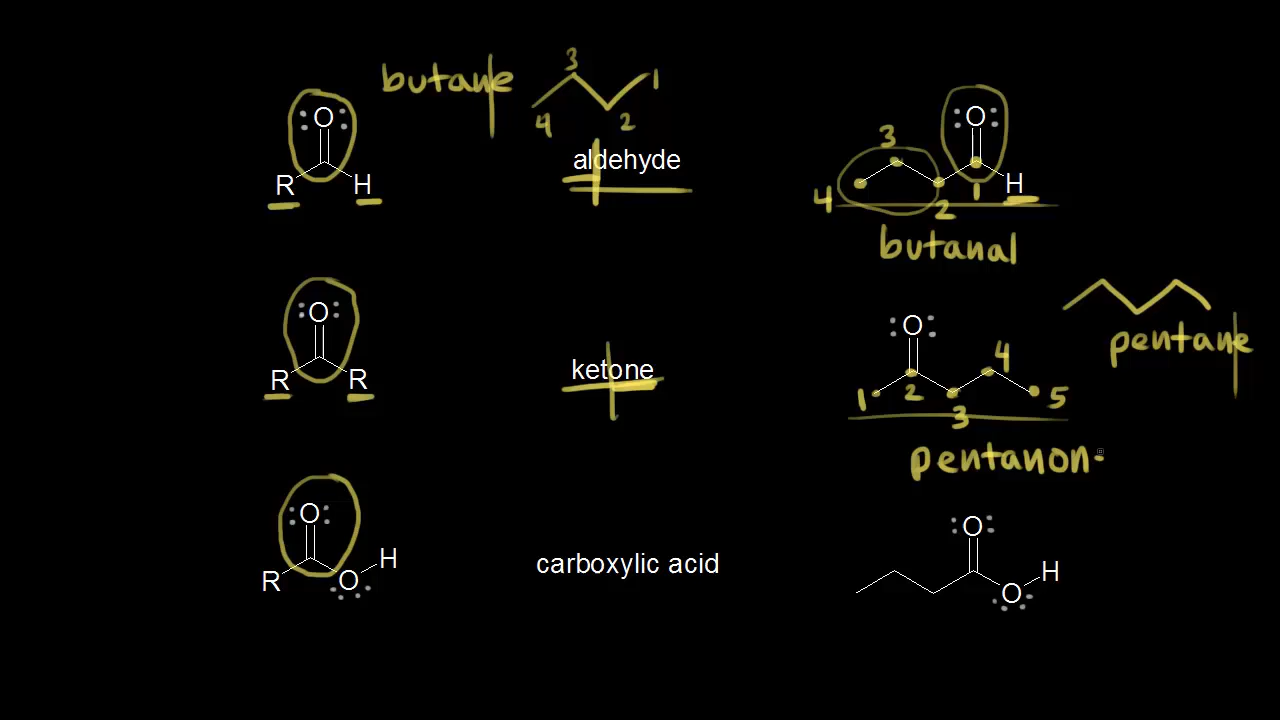 butane
3
1
4
2
:O:
R
H
aldehyde
:O:
3
H
4
2
1
butanal
:O:
R
R
ketone
:O:
4
1
2
3
5
pentane
pentanon
:O:
R
O
H
carboxylic acid
:O:
O
H